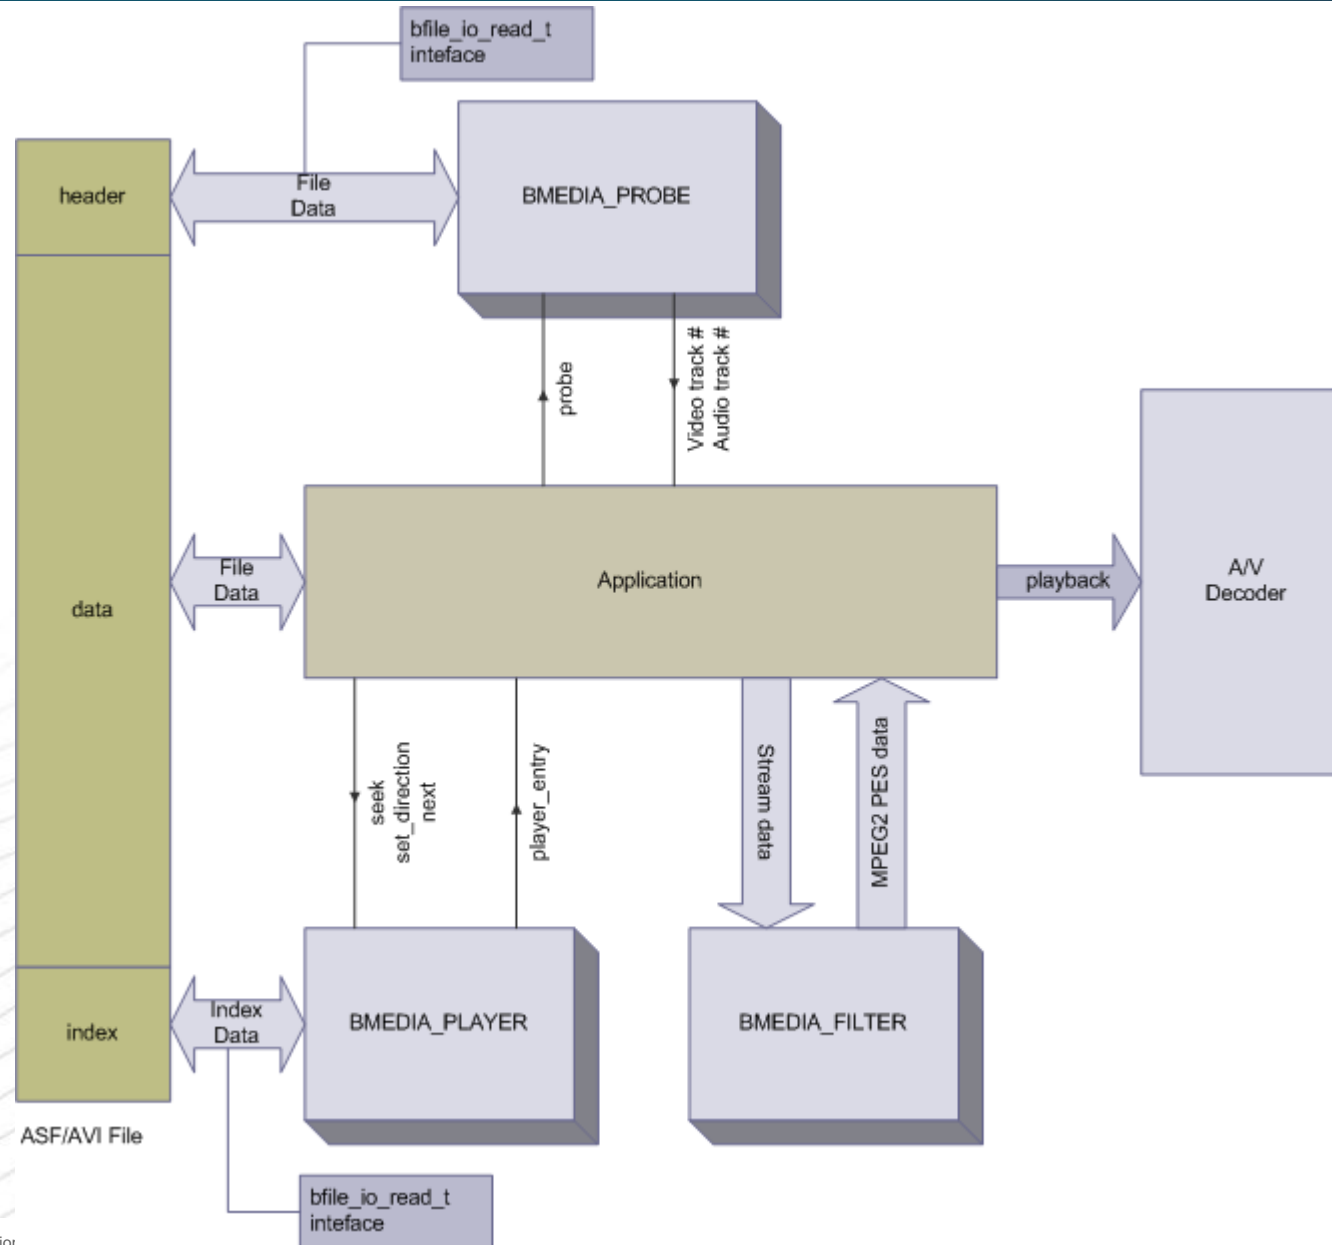 bfile_io_read_t
inteface
header
File
Data
BMEDIA_PROBE
probe
Video track #
Audio track #
data
File
Data
Application
playback
A/V
Decoder
seek
set_direction
next
player_entry
Stream data
MPEG2 PES data
index
Index
Data
BMEDIA_PLAYER
BMEDIA_FILTER
ASF/AVI File
bfile_io_read_t
inteface